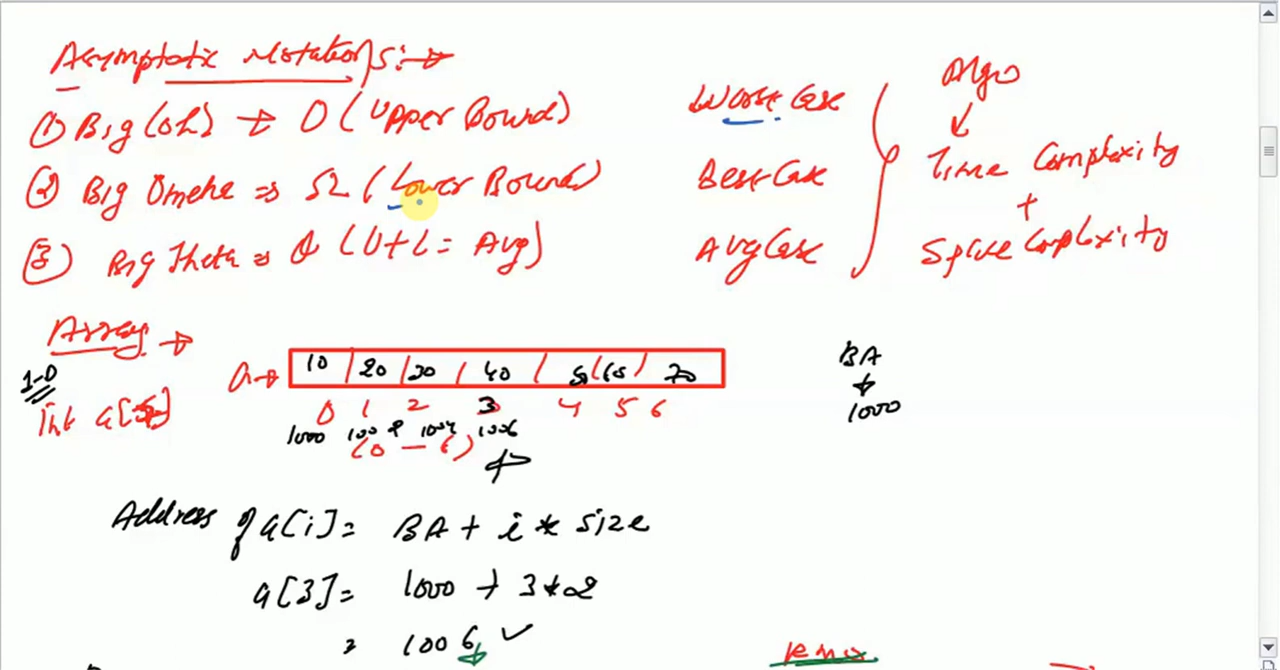 Asymptotic Notations:→
① Big(oh) → O (Upper Bound) Worst Case
② Big Omehe ⇒ Ω (Lower Bound) Best Case
③ Big Theta ⇒ θ (U+L = Avg) Avg Case
Algo
↓
Time Complexity
+
Space Complexity
Array →
1-D
Int a[
a→ 10 20 30 40 50 60 70
0 1 2 3 4 5 6
1000 1002 1004 1006
(0 — 6)
BA
↓
1000
Address of a[i] = BA + i * size
a[3] = 1000 + 3*2
= 1006 ✓